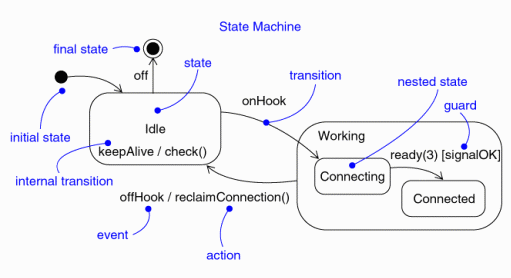 State Machine
final state
off
state
transition
nested state
guard
onHook
Idle
keepAlive / check()
Working
ready(3) [signalOK]
initial state
Connecting
internal transition
Connected
offHook / reclaimConnection()
event
action